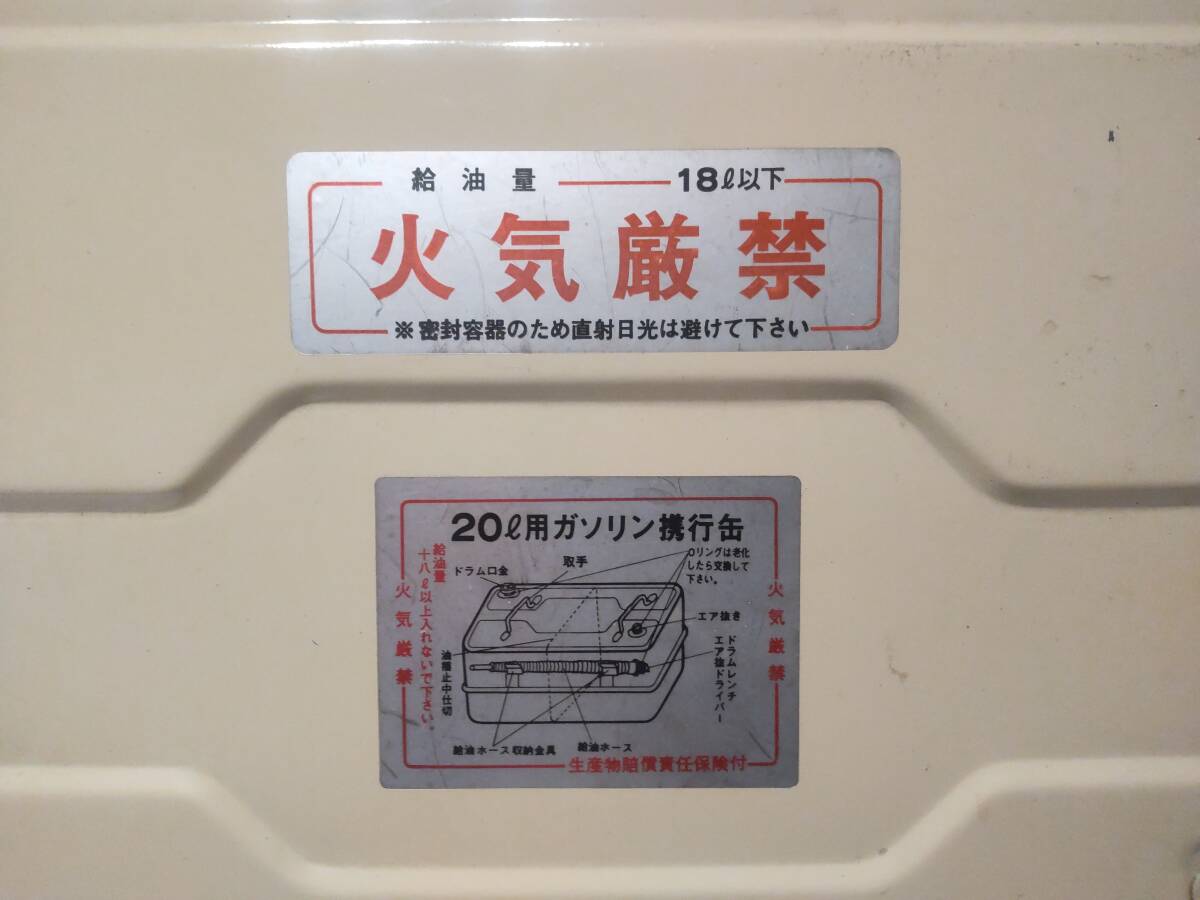 給油量 18ℓ以下
火気厳禁
※密封容器のため直射日光は避けて下さい
20ℓ用ガソリン携行缶
給油量
十八ℓ以上入れないで下さい。
火気厳禁
ドラム口金
取手
Oリングは老化
したら交換して
下さい。
エア抜き
火気厳禁
ドラムレンチ
エア抜ドライバー
油揺止中仕切
給油ホース収納金具
給油ホース
生産物賠償責任保険付